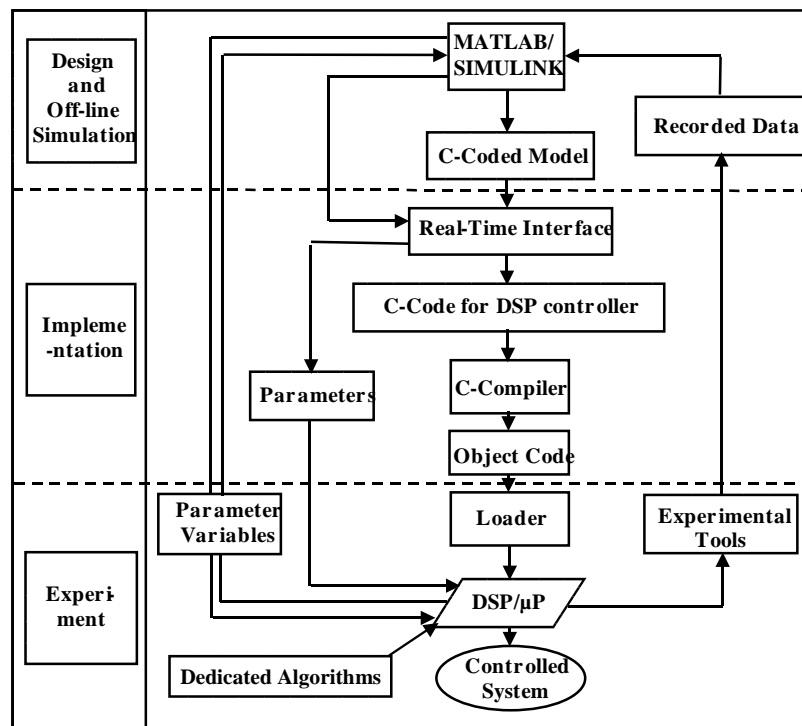 Design
and
Off-line
Simulation
MATLAB/
SIMULINK
Recorded Data
C-Coded Model
Real-Time Interface
C-Code for DSP controller
Impleme
-ntation
Parameters
C-Compiler
Object Code
Parameter
Variables
Loader
Experimental
Tools
Experi-
ment
DSP/µP
Dedicated Algorithms
Controlled
System